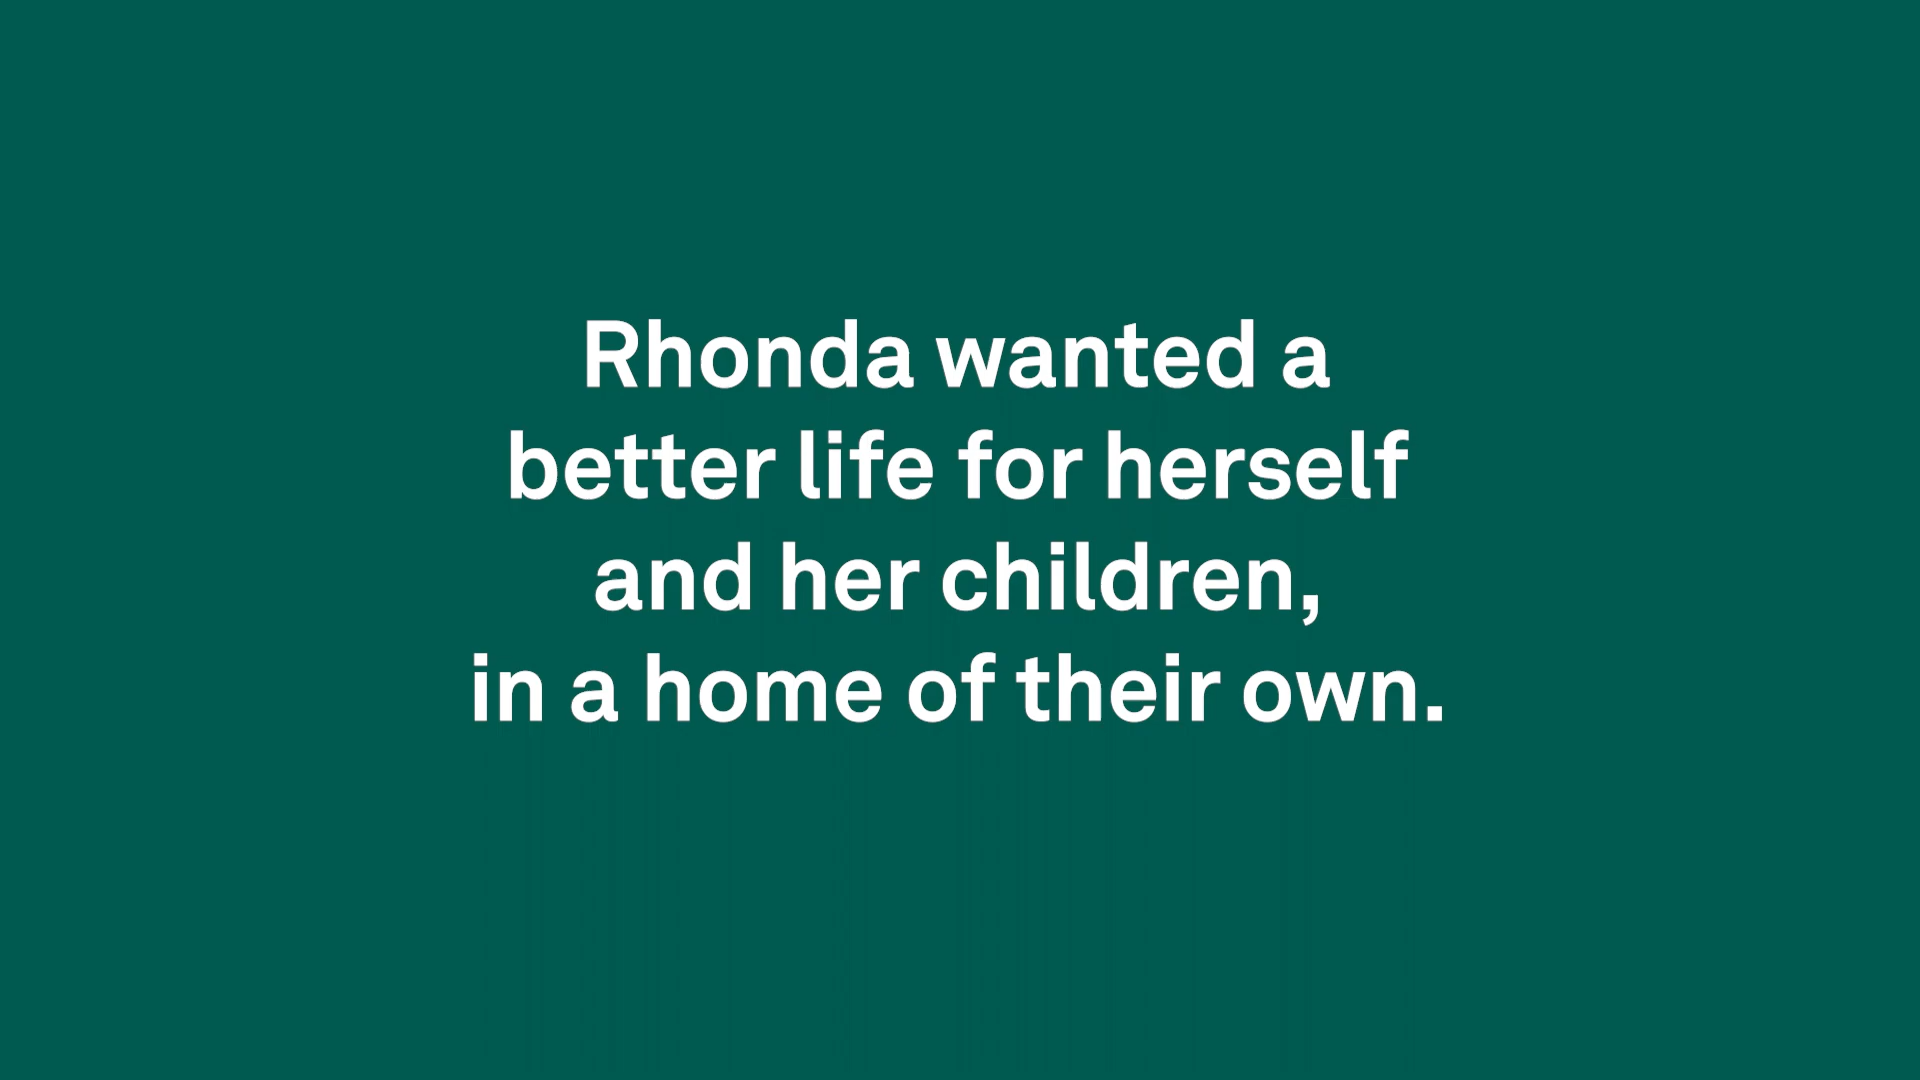 Rhonda wanted a
better life for herself
and her children,
in a home of their own.